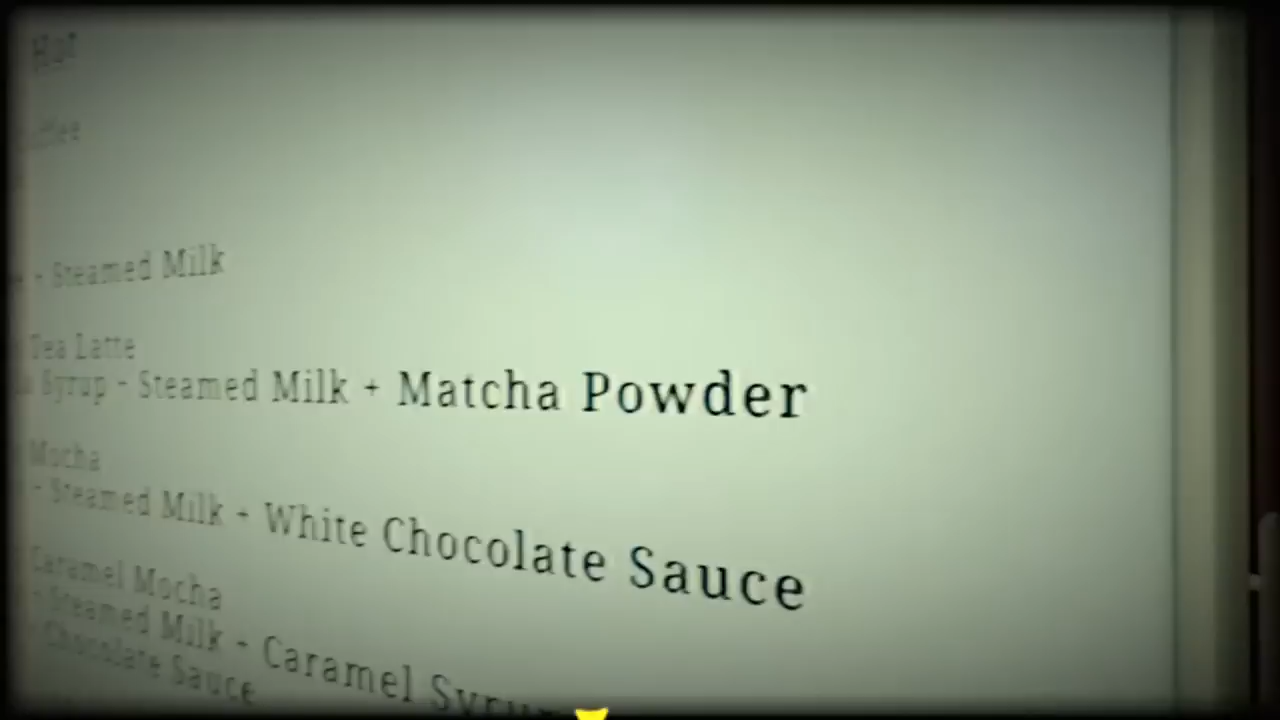 Hot
- Steamed Milk
Tea Latte
Syrup - Steamed Milk + Matcha Powder
Mocha
- Steamed Milk + White Chocolate Sauce
Caramel Mocha
- Steamed Milk + Caramel Syrup
Chocolate Sauce